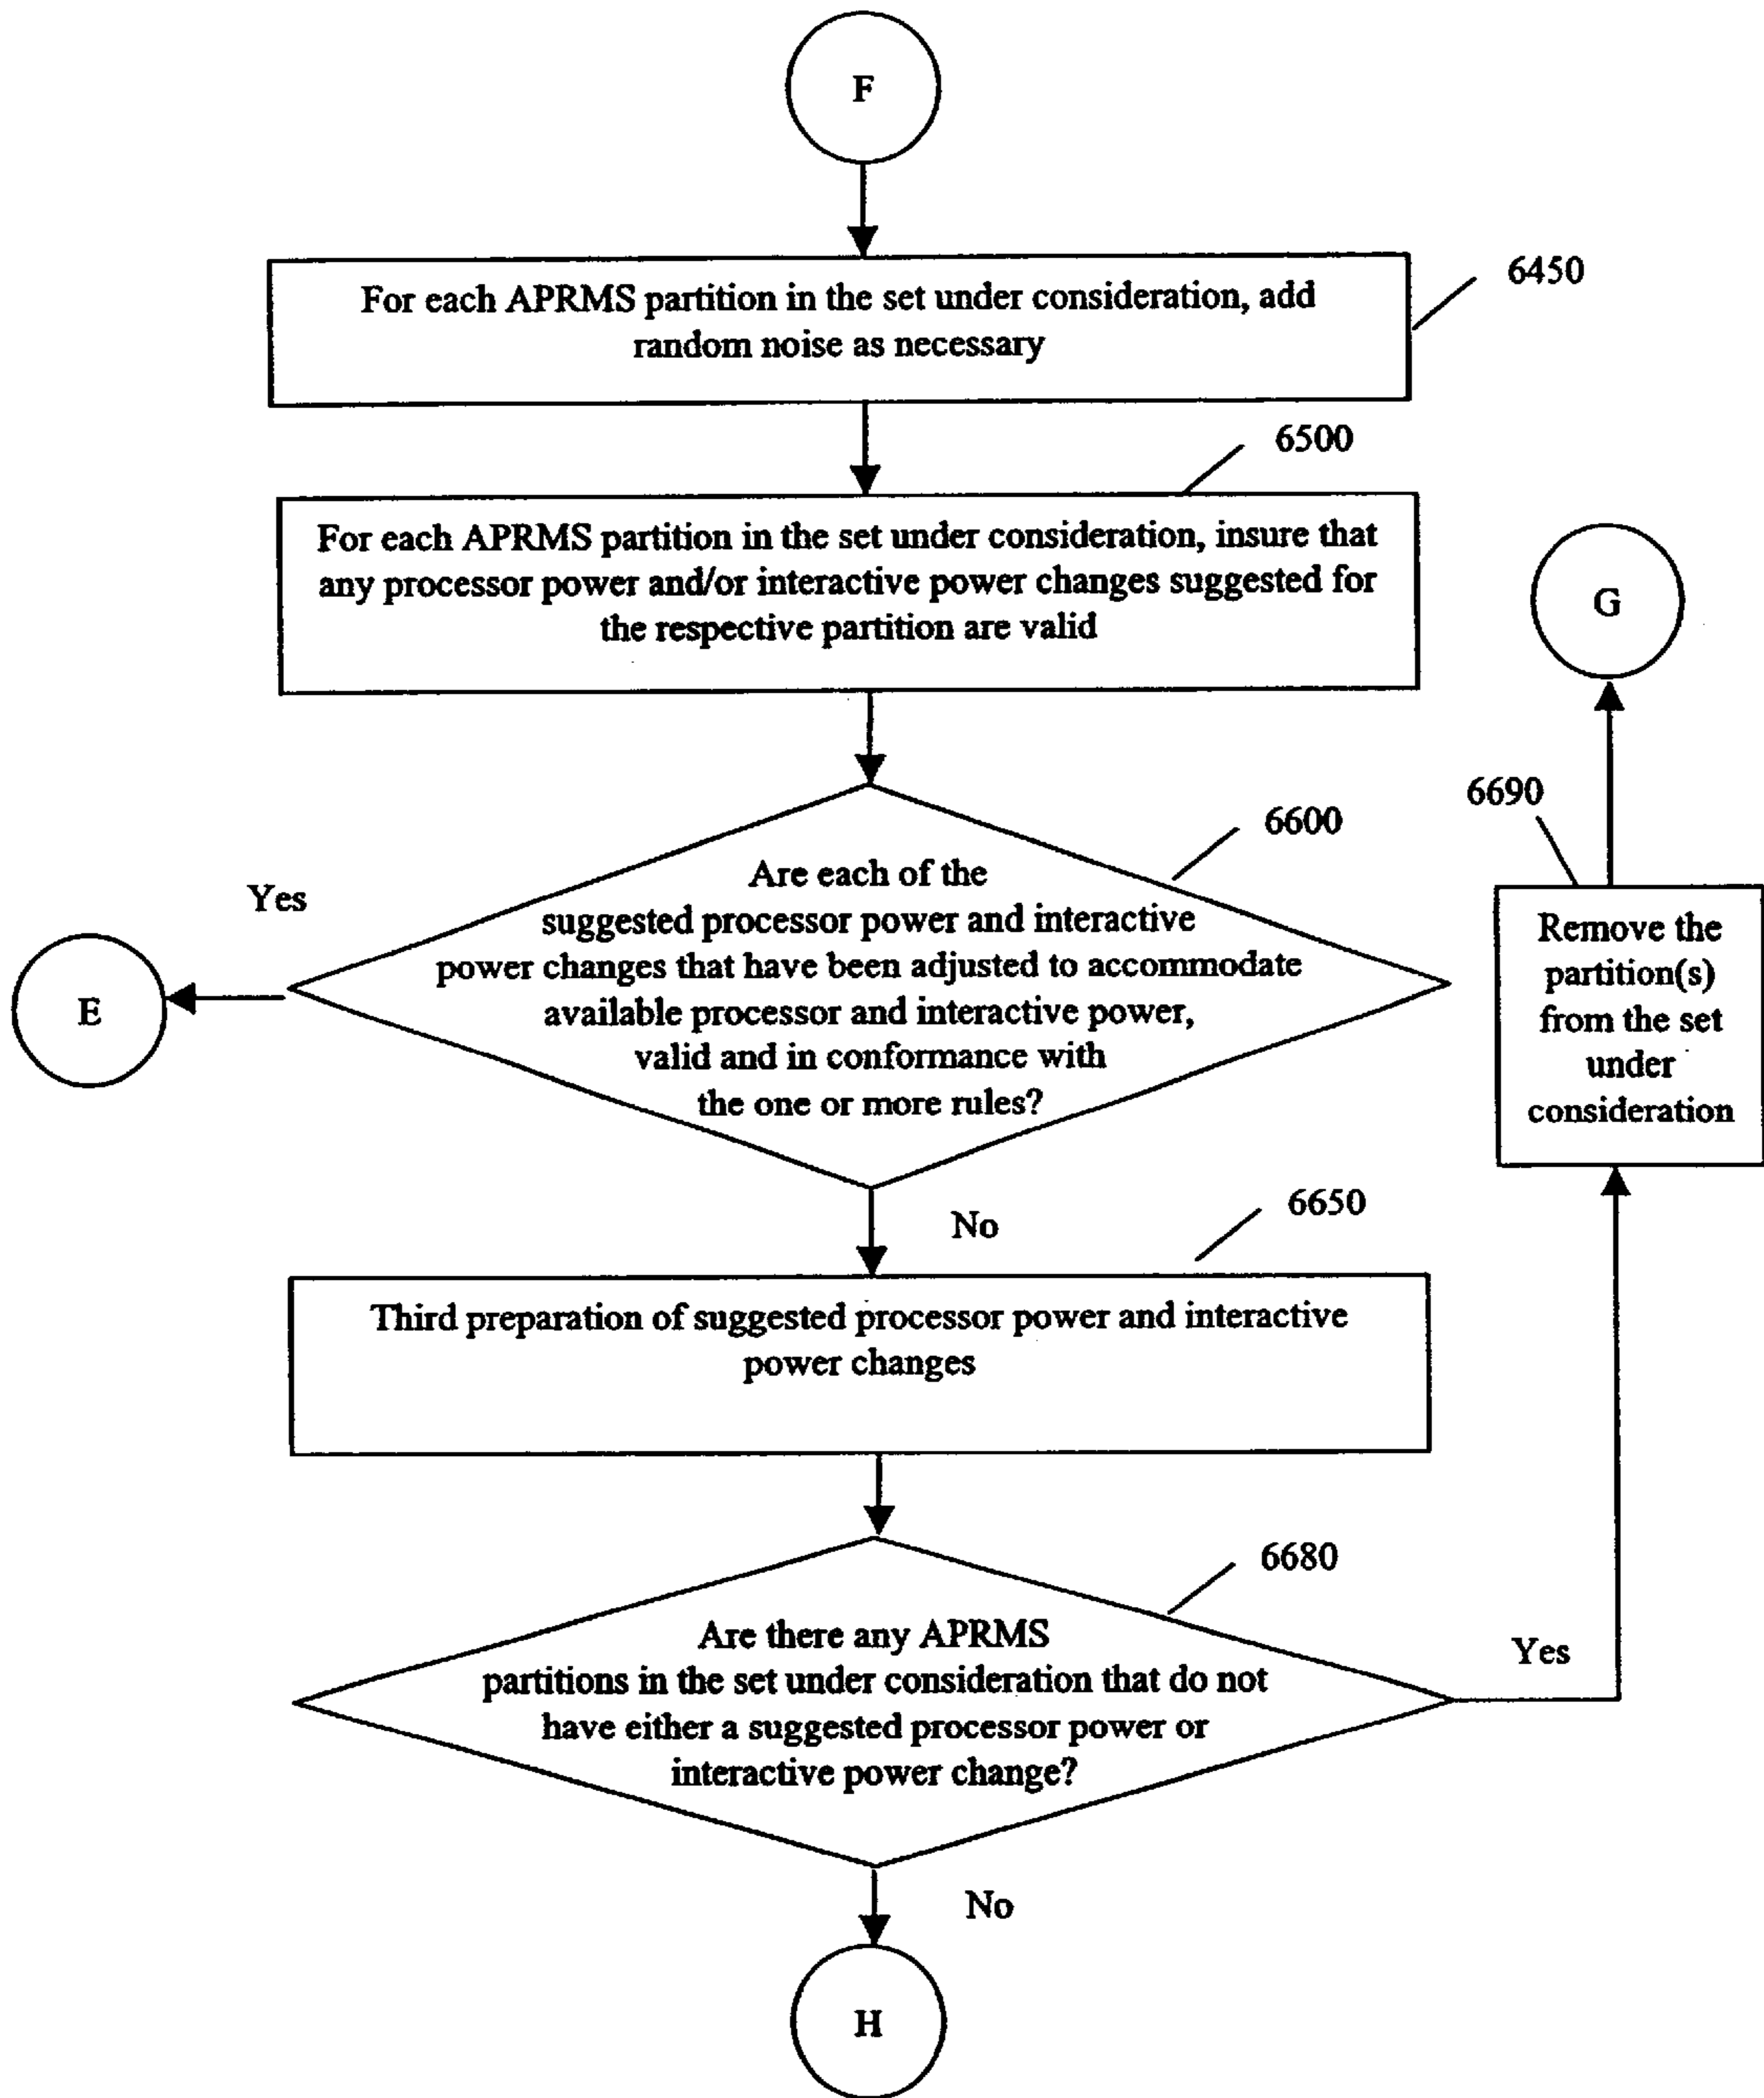 F
For each APRMS partition in the set under consideration, add
random noise as necessary
6450
6500
For each APRMS partition in the set under consideration, insure that
any processor power and/or interactive power changes suggested for
the respective partition are valid
G
6600
6690
Are each of the
suggested processor power and interactive
power changes that have been adjusted to accommodate
available processor and interactive power,
valid and in conformance with
the one or more rules?
Yes
E
Remove the
partition(s)
from the set
under
consideration
No
6650
Third preparation of suggested processor power and interactive
power changes
6680
Are there any APRMS
partitions in the set under consideration that do not
have either a suggested processor power or
interactive power change?
Yes
No
H